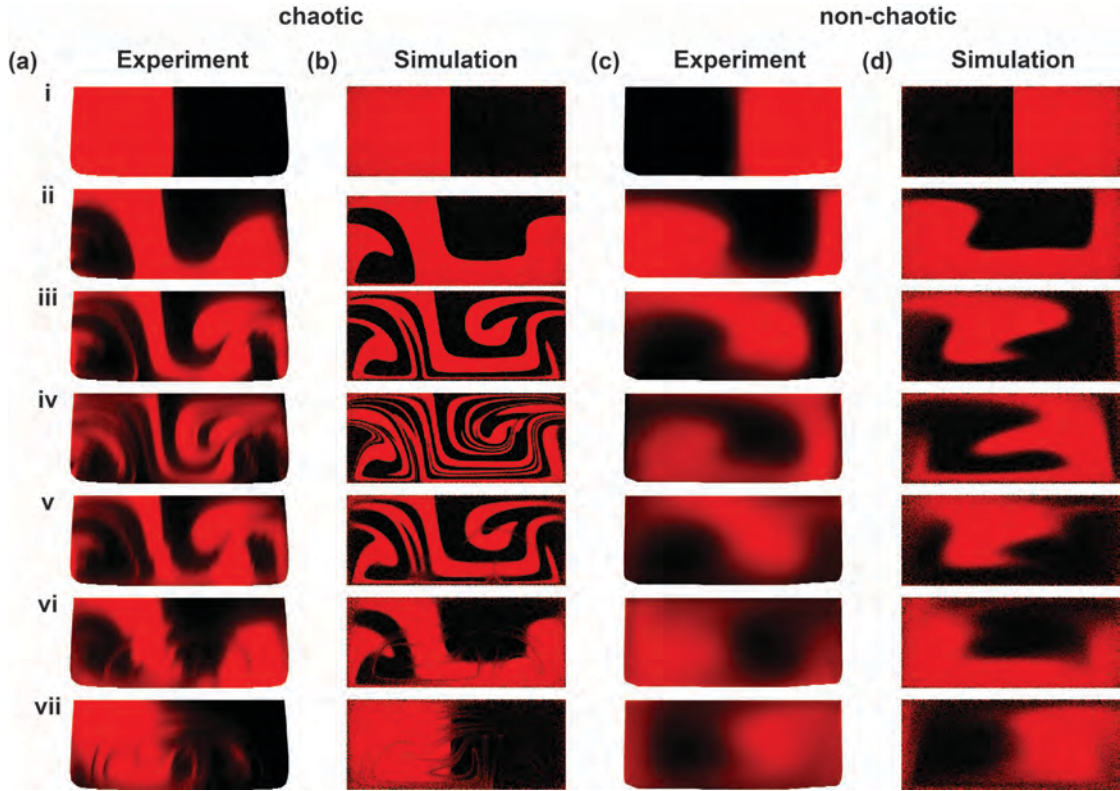 chaotic non-chaotic
(a) Experiment (b) Simulation (c) Experiment (d) Simulation
i
ii
iii
iv
v
vi
vii